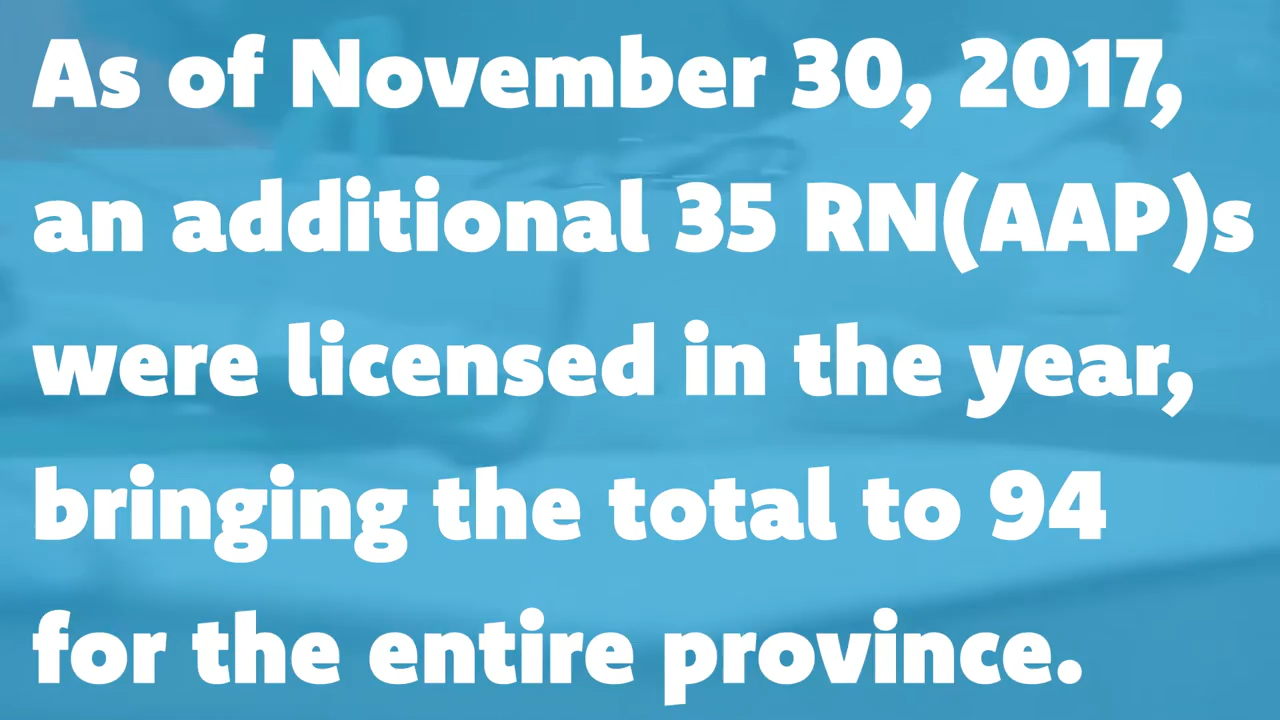 As of November 30, 2017,
an additional 35 RN(AAP)s
were licensed in the year,
bringing the total to 94
for the entire province.